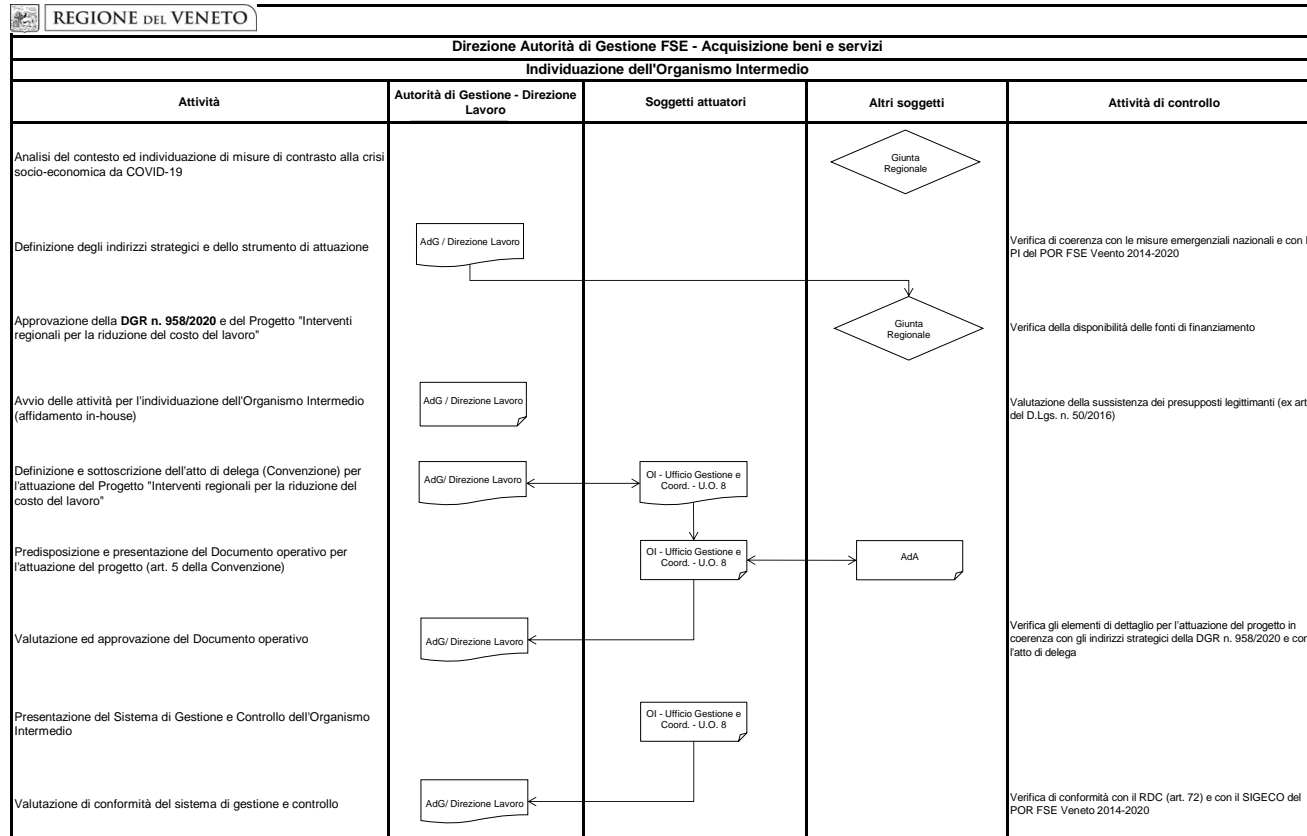 REGIONE DEL VENETO
Direzione Autorità di Gestione FSE - Acquisizione beni e servizi
Individuazione dell'Organismo Intermedio
Attività
Autorità di Gestione - Direzione
Lavoro
Soggetti attuatori
Altri soggetti
Attività di controllo
Analisi del contesto ed individuazione di misure di contrasto alla crisi
socio-economica da COVID-19
Giunta
Regionale
Definizione degli indirizzi strategici e dello strumento di attuazione
AdG / Direzione Lavoro
Verifica di coerenza con le misure emergenziali nazionali e con
PI del POR FSE Veento 2014-2020
Approvazione della DGR n. 958/2020 e del Progetto "Interventi
regionali per la riduzione del costo del lavoro"
Giunta
Regionale
Verifica della disponibilità delle fonti di finanziamento
Avvio delle attività per l'individuazione dell'Organismo Intermedio
(affidamento in-house)
AdG / Direzione Lavoro
Valutazione della sussistenza dei presupposti legittimanti (ex art
del D.Lgs. n. 50/2016)
Definizione e sottoscrizione dell'atto di delega (Convenzione) per
l'attuazione del Progetto "Interventi regionali per la riduzione del
costo del lavoro"
AdG/ Direzione Lavoro
OI - Ufficio Gestione e
Coord. - U.O. 8
Predisposizione e presentazione del Documento operativo per
l'attuazione del progetto (art. 5 della Convenzione)
OI - Ufficio Gestione e
Coord. - U.O. 8
AdA
Valutazione ed approvazione del Documento operativo
AdG/ Direzione Lavoro
Verifica gli elementi di dettaglio per l'attuazione del progetto in
coerenza con gli indirizzi strategici della DGR n. 958/2020 e con
l'atto di delega
Presentazione del Sistema di Gestione e Controllo dell'Organismo
Intermedio
OI - Ufficio Gestione e
Coord. - U.O. 8
Valutazione di conformità del sistema di gestione e controllo
AdG/ Direzione Lavoro
Verifica di conformità con il RDC (art. 72) e con il SIGECO del
POR FSE Veneto 2014-2020